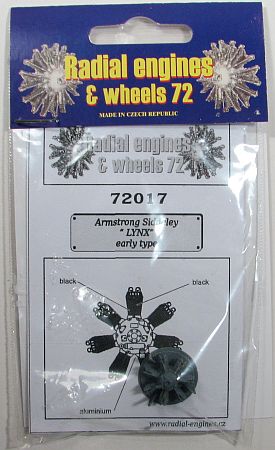 Radial engines
& wheels 72
MADE IN CZECH REPUBLIC
Radial engines
& wheels 72
72017
Armstrong Siddeley
" LYNX"
early type
black
black
aluminium
www.radial-engines.cz